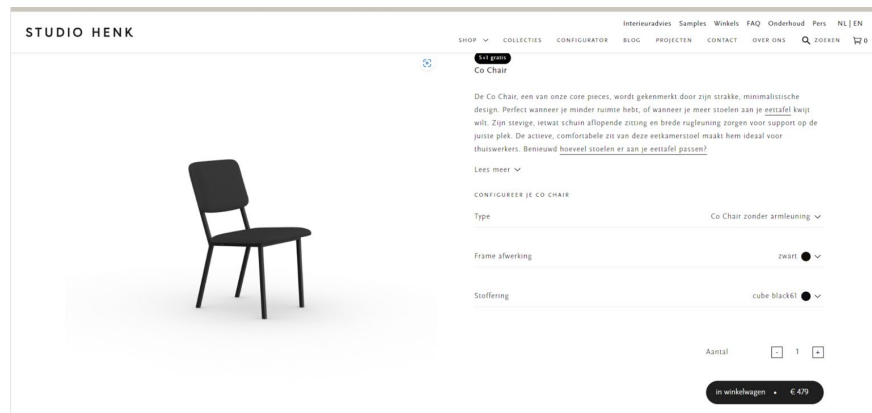 Interieuradvies Samples Winkels FAQ Onderhoud Pers NL | EN
STUDIO HENK
SHOP COLLECTIES CONFIGURATOR BLOG PROJECTEN CONTACT OVER ONS ZOEKEN 0
5+1 gratis
Co Chair
De Co Chair, een van onze core pieces, wordt gekenmerkt door zijn strakke, minimalistische
design. Perfect wanneer je minder ruimte hebt, of wanneer je meer stoelen aan je eettafel kwijt
wilt. Zijn stevige, ietwat schuin aflopende zitting en brede rugleuning zorgen voor support op de
juiste plek. De actieve, comfortabele zit van deze eetkamerstoel maakt hem ideaal voor
thuiswerkers. Benieuwd hoeveel stoelen er aan je eettafel passen?
Lees meer
CONFIGUREER JE CO CHAIR
Type Co Chair zonder armleuning
Frame afwerking zwart
Stoffering cube black61
Aantal - 1 +
in winkelwagen • € 479